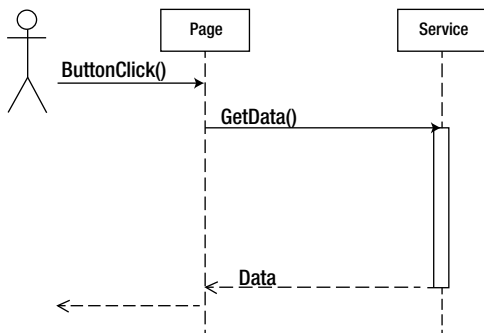 Page
Service
ButtonClick()
GetData()
Data